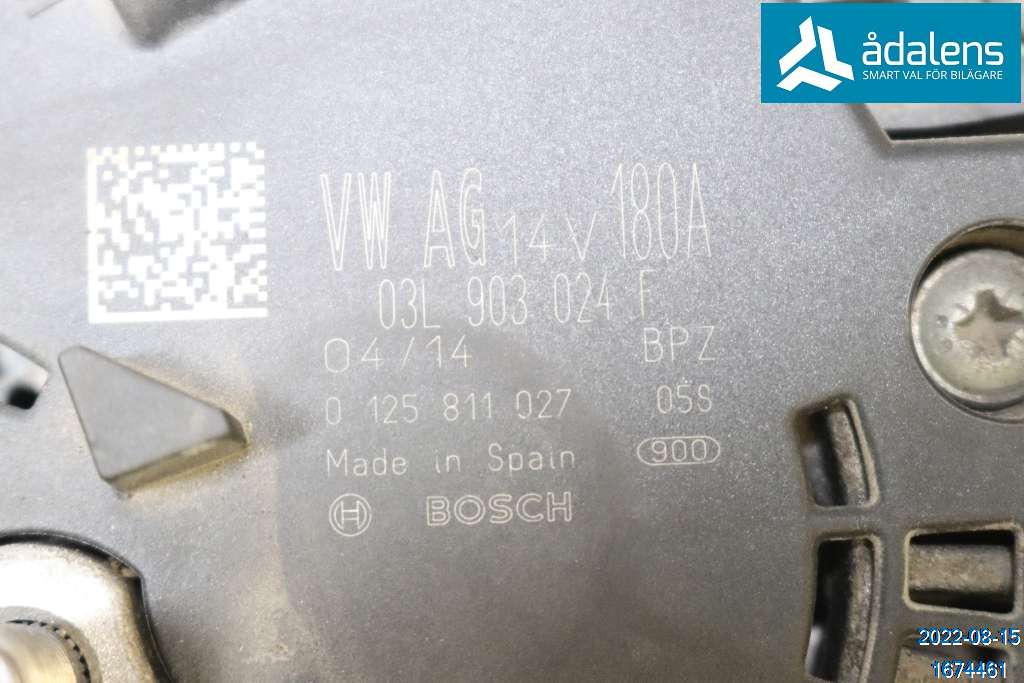 ådalens
SMART VAL FÖR BILÄGARE
VW AG 14V 180A
03L 903 024 F
04/14 BPZ
0 125 811 027 05S
Made in Spain 900
BOSCH
2022-08-15
1674461